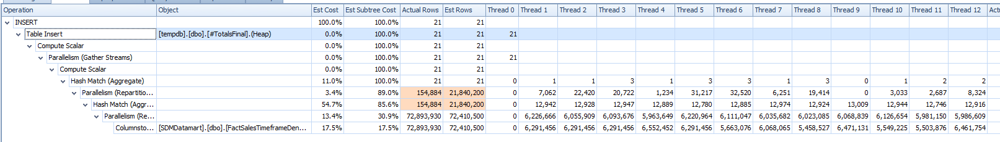 Operation Object Est Cost Est Subtree Cost Actual Rows Est Rows Thread 0 Thread 1 Thread 2 Thread 3 Thread 4 Thread 5 Thread 6 Thread 7 Thread 8 Thread 9 Thread 10 Thread 11 Thread 12 Actu
INSERT 100.0% 100.0% 21 21
Table Insert [tempdb].[dbo].[#TotalsFinal].(Heap) 0.0% 100.0% 21 21 21
Compute Scalar 0.0% 100.0% 21 21
Parallelism (Gather Streams) 0.0% 100.0% 21 21 21
Compute Scalar 0.0% 100.0% 21 21
Hash Match (Aggregate) 11.0% 100.0% 21 21 0 1 1 3 1 3 3 1 3 0 1 2 2
Parallelism (Repartitio... 3.4% 89.0% 154,884 21,840,200 0 7,062 22,420 20,722 1,234 31,217 32,520 6,251 19,414 0 3,033 2,687 8,324
Hash Match (Aggr... 54.7% 85.6% 154,884 21,840,200 0 12,942 12,928 12,947 12,889 12,780 12,885 12,974 12,924 13,009 12,944 12,746 12,916
Parallelism (Re... 13.4% 30.9% 72,893,930 72,410,500 0 6,226,666 6,055,909 6,093,676 5,963,649 6,220,964 6,111,047 6,035,682 6,023,085 6,068,839 6,126,654 5,981,150 5,986,609
Columnsto... [SDMDatamart].[dbo].[FactSalesTimeframeDen... 17.5% 17.5% 72,893,930 72,410,500 0 6,291,456 6,291,456 6,291,456 6,552,452 6,291,456 5,663,076 6,068,065 5,458,527 6,471,131 5,549,225 5,503,876 6,461,754